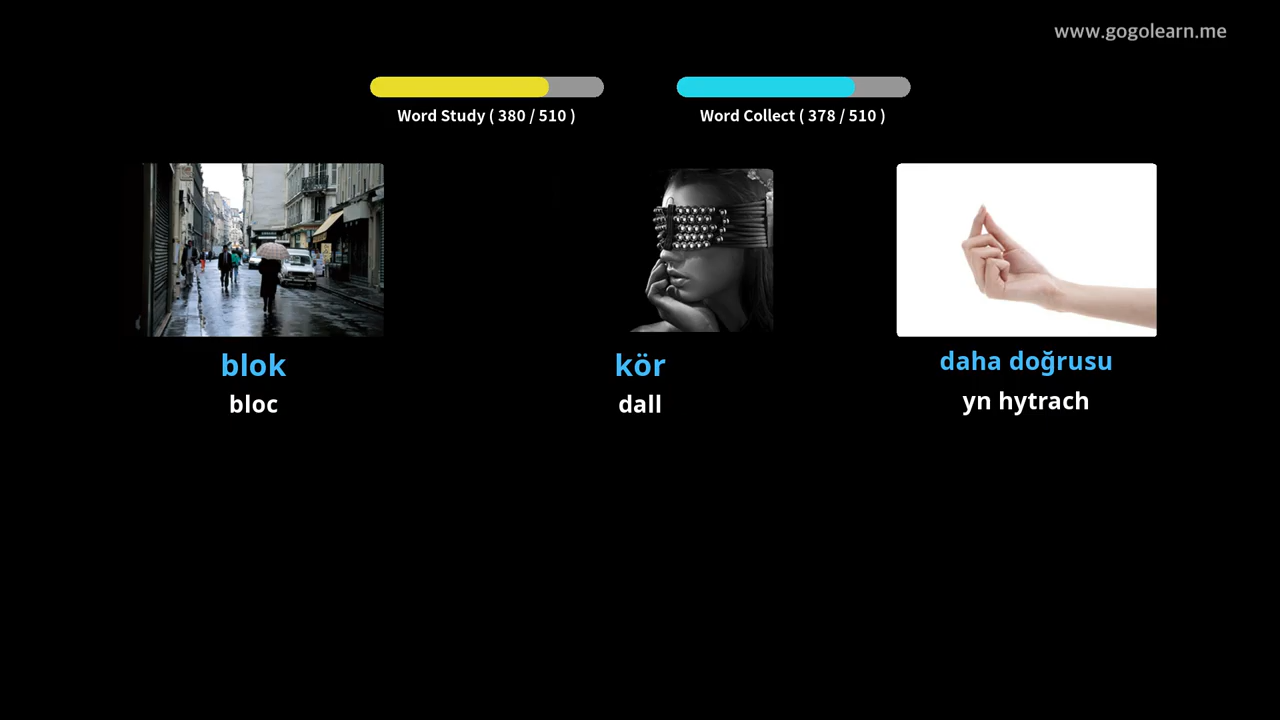 www.gogolearn.me
Word Study ( 380 / 510 )
Word Collect ( 378 / 510 )
blok
bloc
kör
dall
daha doğrusu
yn hytrach